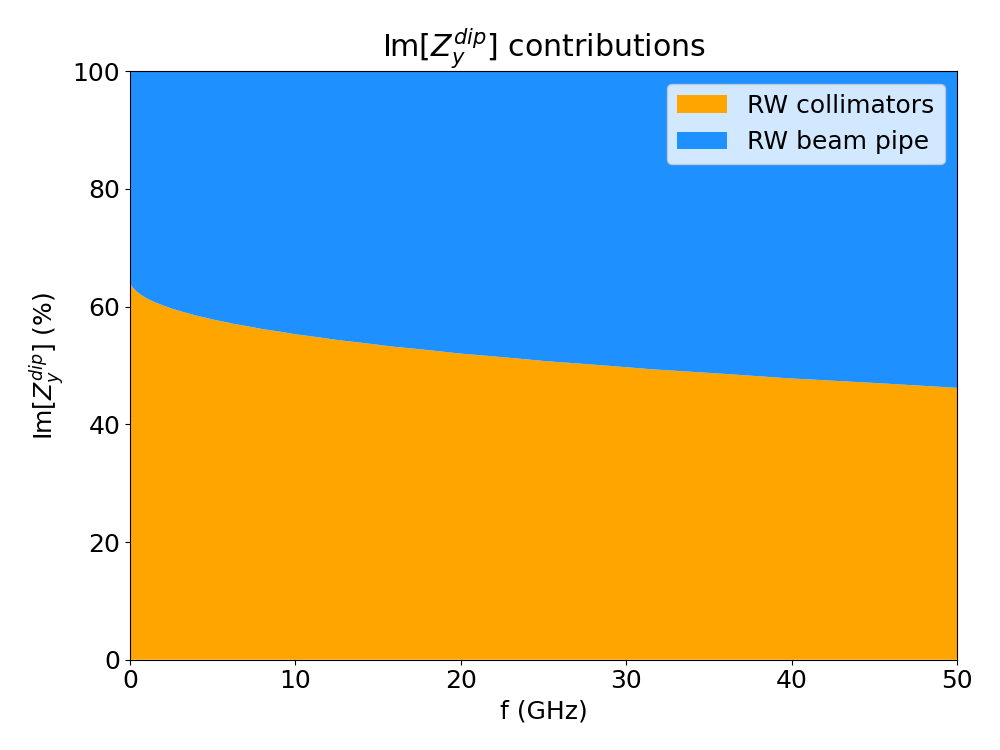 Im[$Z_y^{dip}$] contributions
100
80
60
40
20
0
Im[$Z_y^{dip}$] (%)
RW collimators
RW beam pipe
0 10 20 30 40 50
f (GHz)